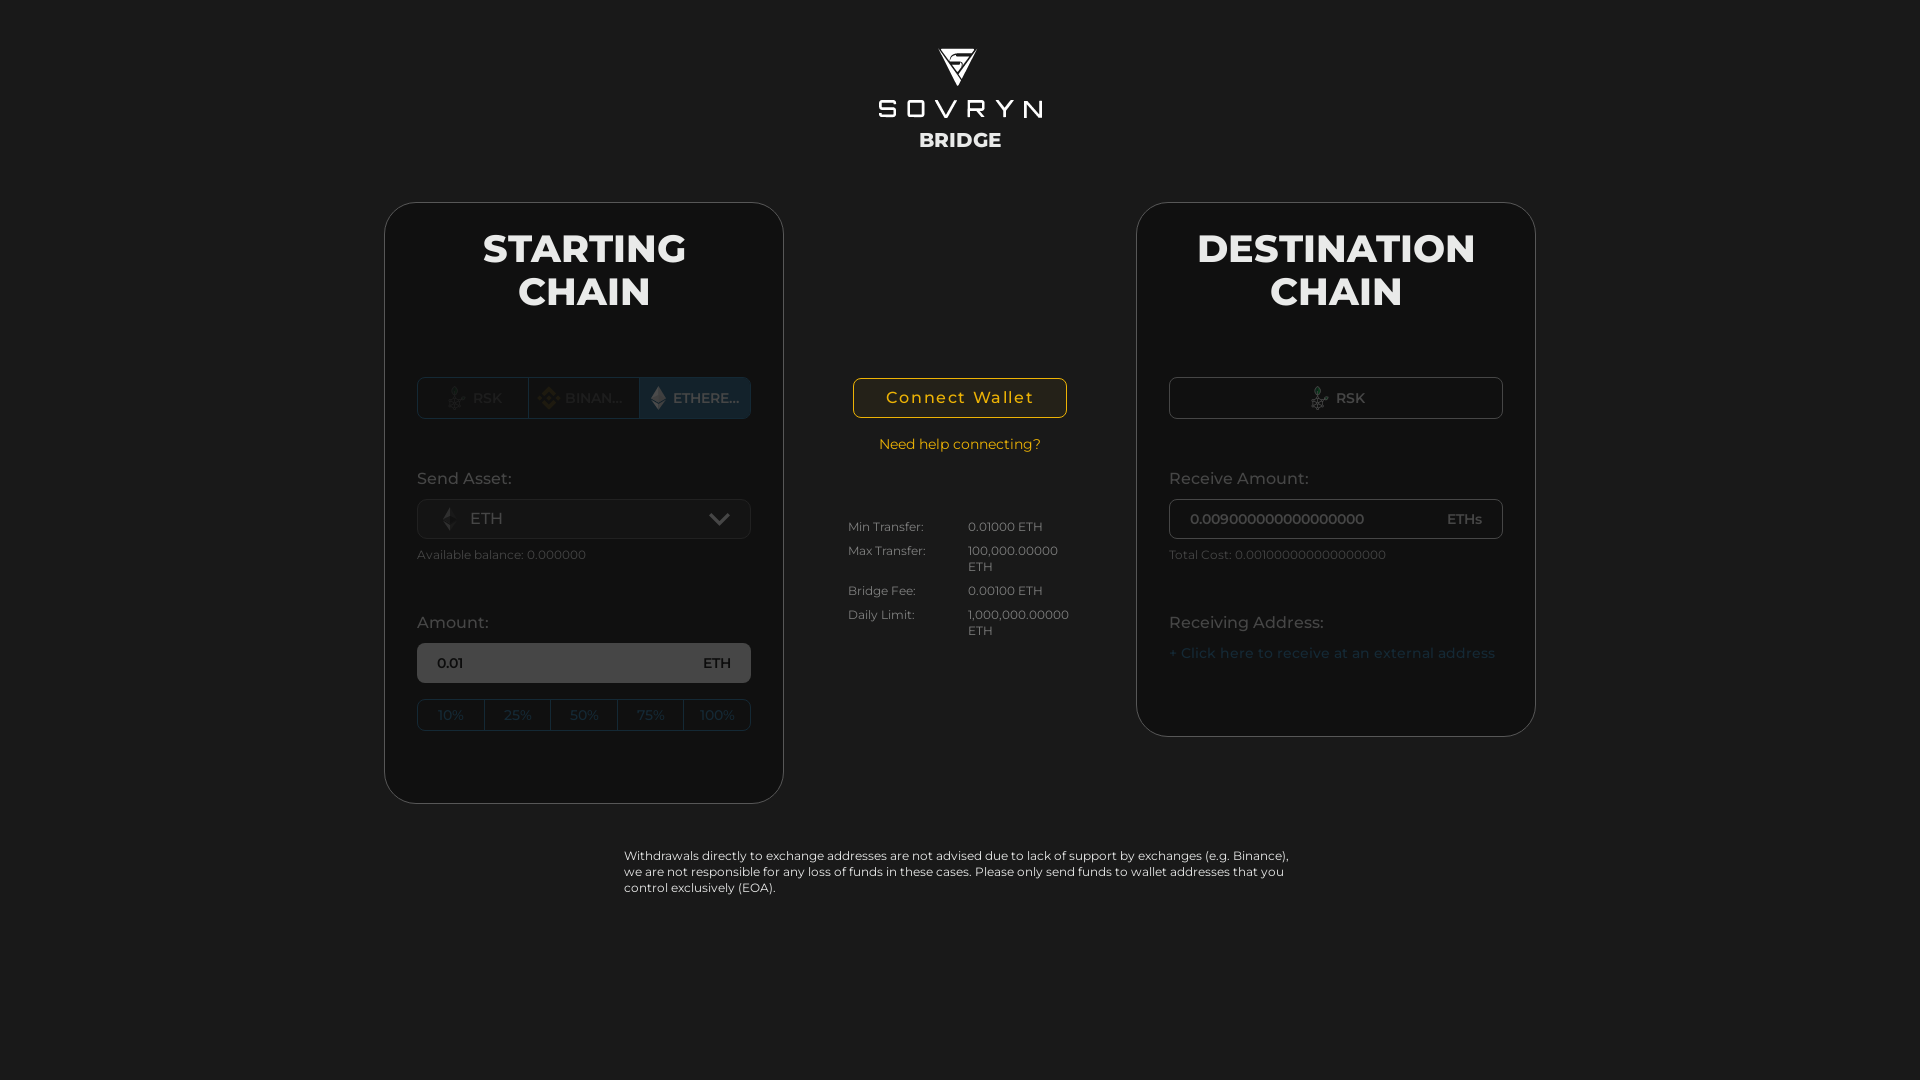 SOVRYN
BRIDGE
STARTING
CHAIN
RSK
BINAN...
ETHERE...
Send Asset:
ETH
Available balance: 0.000000
Amount:
0.01 ETH
10% 25% 50% 75% 100%
Connect Wallet
Need help connecting?
Min Transfer: 0.01000 ETH
Max Transfer: 100,000.00000
ETH
Bridge Fee: 0.00100 ETH
Daily Limit: 1,000,000.00000
ETH
DESTINATION
CHAIN
RSK
Receive Amount:
0.009000000000000000 ETHs
Total Cost: 0.001000000000000000
Receiving Address:
+ Click here to receive at an external address
Withdrawals directly to exchange addresses are not advised due to lack of support by exchanges (e.g. Binance),
we are not responsible for any loss of funds in these cases. Please only send funds to wallet addresses that you
control exclusively (EOA).